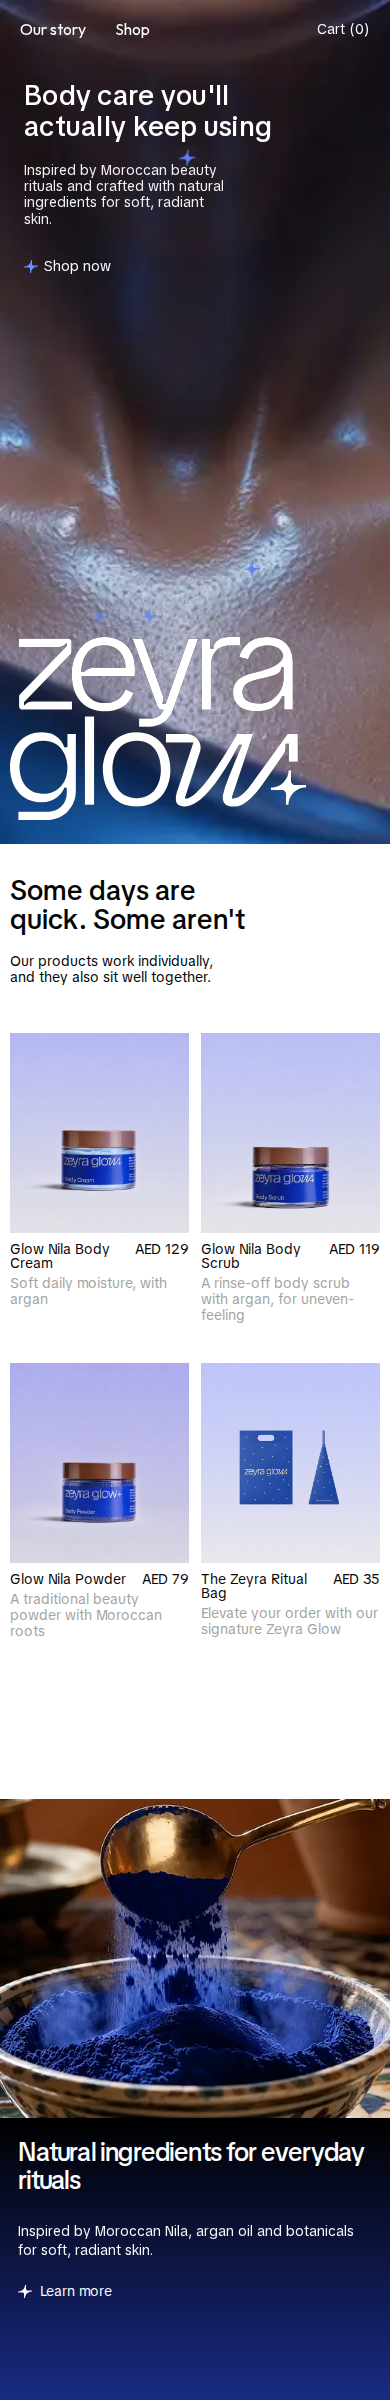 Our story Shop Cart (0)
Body care you'll
actually keep using
Inspired by Moroccan beauty
rituals and crafted with natural
ingredients for soft, radiant
skin.
Shop now
zeyra
glow
Some days are
quick. Some aren't
Our products work individually,
and they also sit well together.
zeyra glow
Body Cream
zeyra glow
Body Scrub
Glow Nila Body
Cream
AED 129
Soft daily moisture, with
argan
Glow Nila Body
Scrub
AED 119
A rinse-off body scrub
with argan, for uneven-
feeling
zeyra glow
Body Powder
zeyra glow
Glow Nila Powder AED 79
A traditional beauty
powder with Moroccan
roots
The Zeyra Ritual
Bag
AED 35
Elevate your order with our
signature Zeyra Glow
Natural ingredients for everyday
rituals
Inspired by Moroccan Nila, argan oil and botanicals
for soft, radiant skin.
Learn more